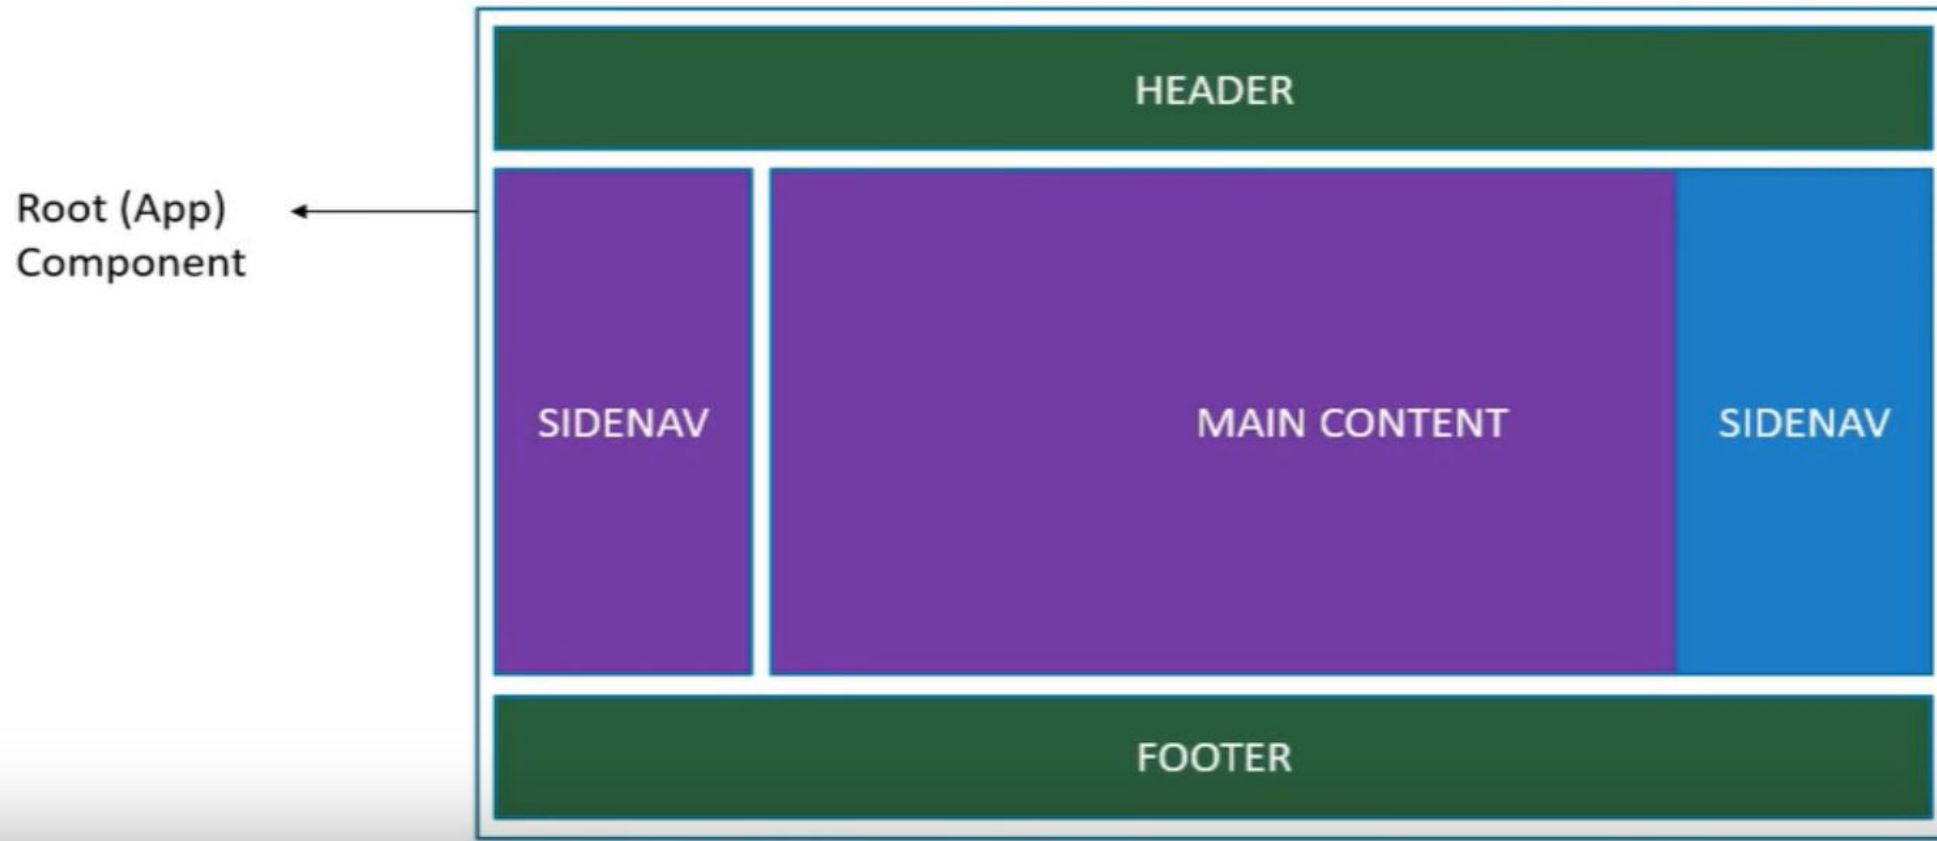 HEADER
Root (App)
Component
SIDENAV
MAIN CONTENT
SIDENAV
FOOTER